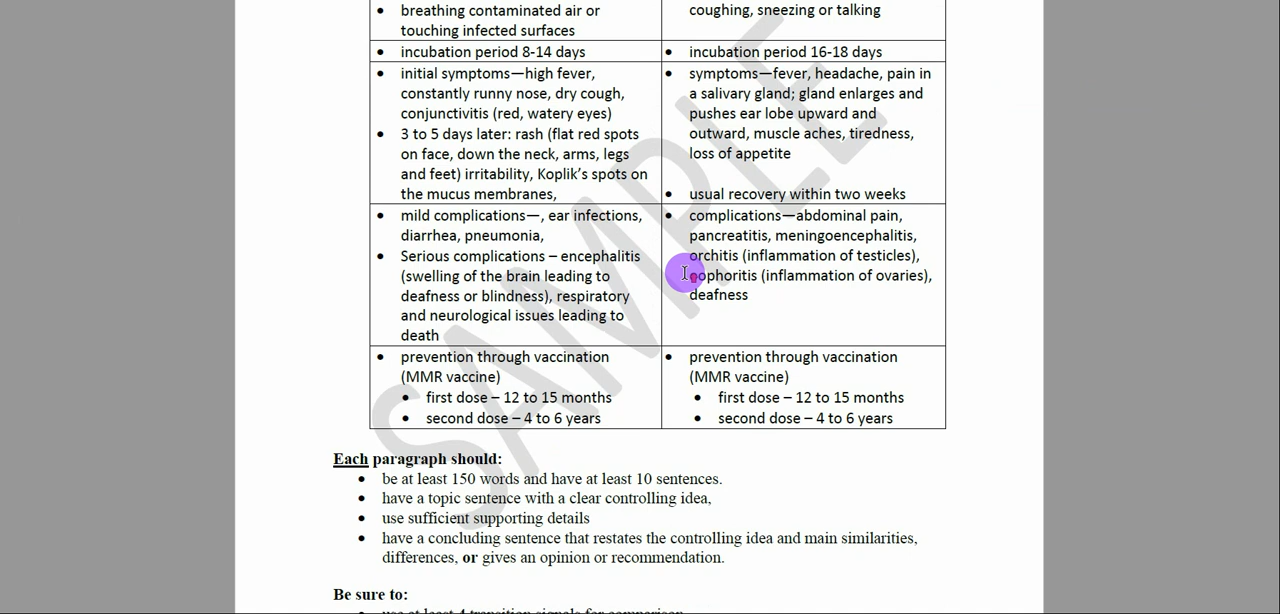 breathing contaminated air or
touching infected surfaces
coughing, sneezing or talking
• incubation period 8-14 days
• incubation period 16-18 days
• initial symptoms—high fever,
constantly runny nose, dry cough,
conjunctivitis (red, watery eyes)
• 3 to 5 days later: rash (flat red spots
on face, down the neck, arms, legs
and feet) irritability, Koplik's spots on
the mucus membranes,
• symptoms—fever, headache, pain in
a salivary gland; gland enlarges and
pushes ear lobe upward and
outward, muscle aches, tiredness,
loss of appetite
• usual recovery within two weeks
• mild complications—, ear infections,
diarrhea, pneumonia,
• Serious complications – encephalitis
(swelling of the brain leading to
deafness or blindness), respiratory
and neurological issues leading to
death
• complications—abdominal pain,
pancreatitis, meningoencephalitis,
orchitis (inflammation of testicles),
oophoritis (inflammation of ovaries),
deafness
• prevention through vaccination
(MMR vaccine)
• first dose – 12 to 15 months
• second dose – 4 to 6 years
• prevention through vaccination
(MMR vaccine)
• first dose – 12 to 15 months
• second dose – 4 to 6 years
SAMPLE
Each paragraph should:
• be at least 150 words and have at least 10 sentences.
• have a topic sentence with a clear controlling idea,
• use sufficient supporting details
• have a concluding sentence that restates the controlling idea and main similarities,
differences, or gives an opinion or recommendation.
Be sure to:
• use at least 4 transition signals for comparison